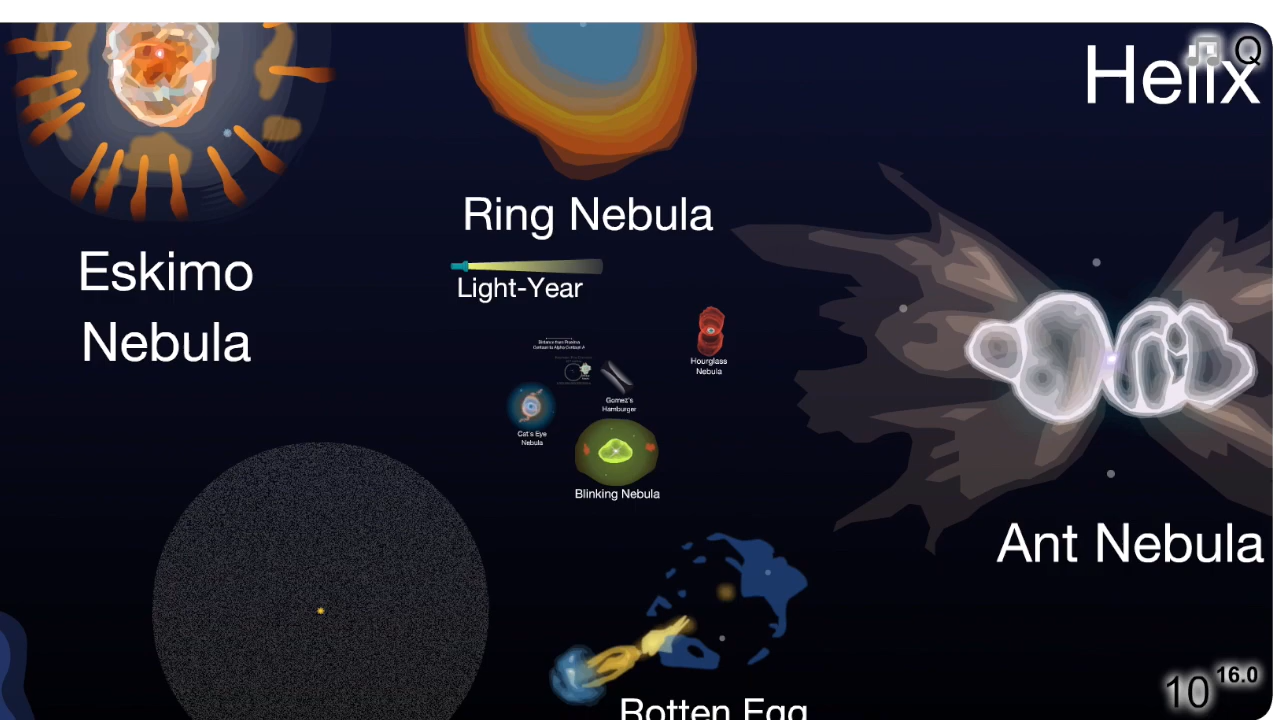 Helix
Q
Ring Nebula
Eskimo
Nebula
Light-Year
Hourglass
Nebula
Gomez's
Hamburger
Cat's Eye
Nebula
Blinking Nebula
Ant Nebula
Rotten Egg
10 16.0